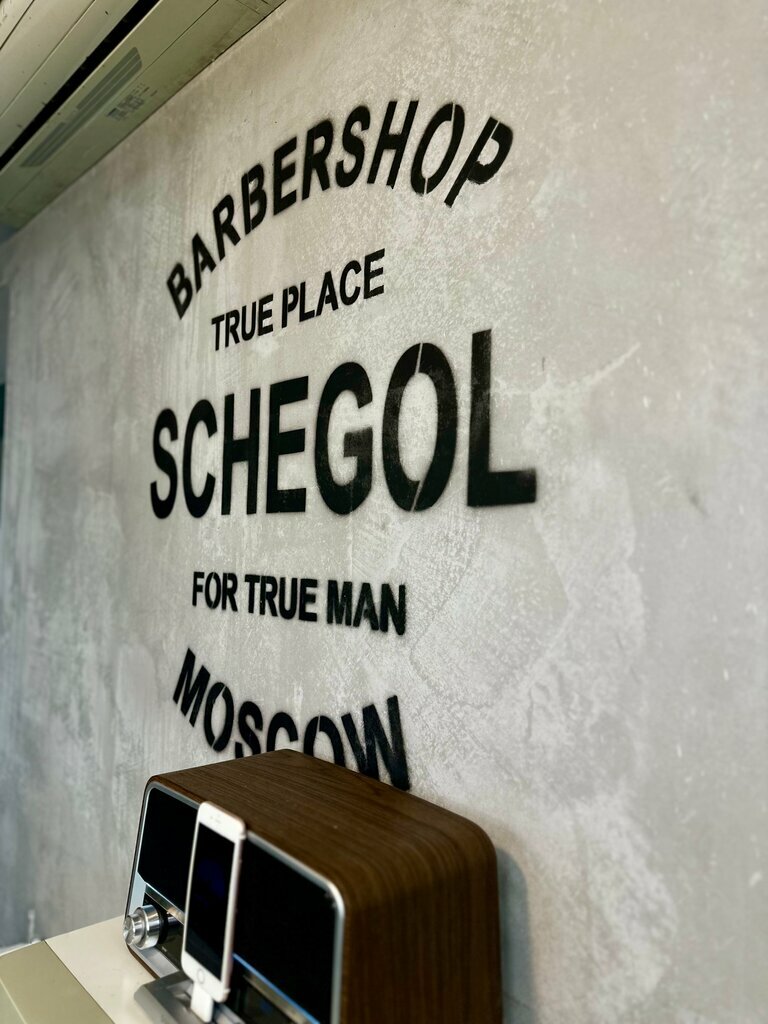 BARBERSHOP
TRUE PLACE
SCHEGOL
FOR TRUE MAN
MOSCOW